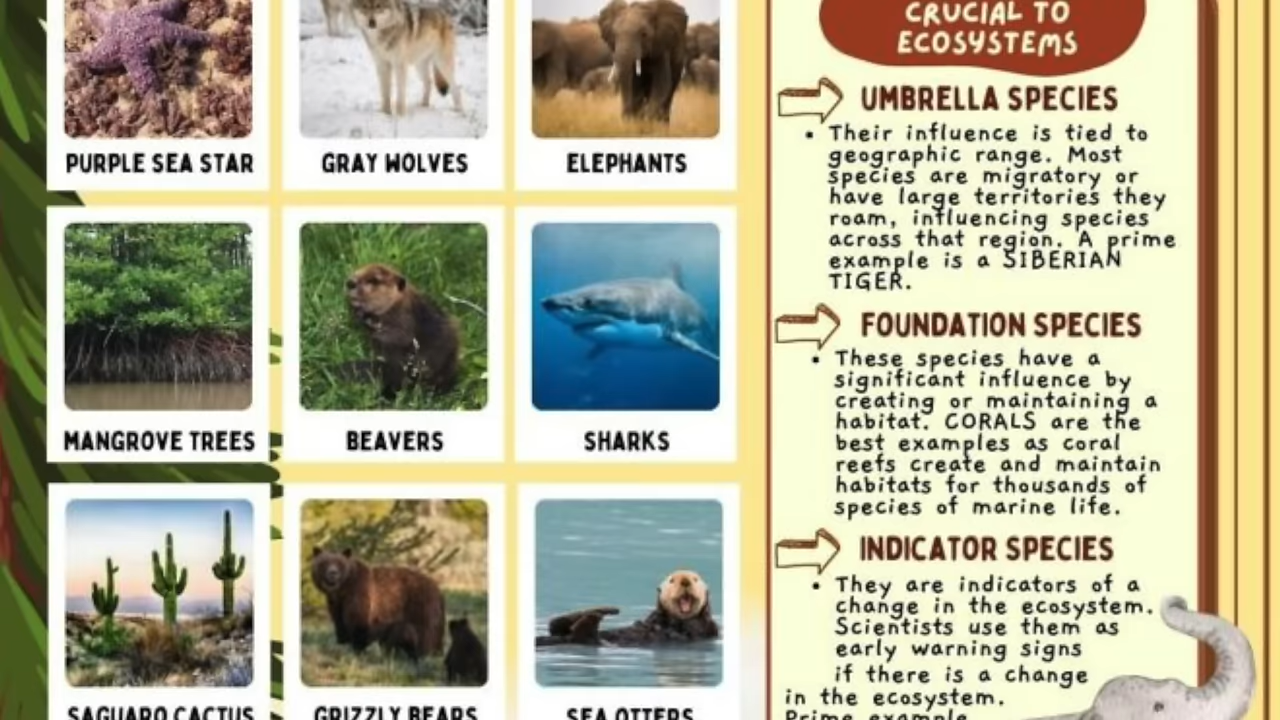 PURPLE SEA STAR
GRAY WOLVES
ELEPHANTS
MANGROVE TREES
BEAVERS
SHARKS
SAGUARO CACTUS
GRIZZLY BEARS
SEA OTTERS
CRUCIAL TO
ECOSYSTEMS
UMBRELLA SPECIES
• Their influence is tied to
geographic range. Most
species are migratory or
have large territories they
roam, influencing species
across that region. A prime
example is a SIBERIAN
TIGER.
FOUNDATION SPECIES
• These species have a
significant influence by
creating or maintaining a
habitat. CORALS are the
best examples as coral
reefs create and maintain
habitats for thousands of
species of marine life.
INDICATOR SPECIES
• They are indicators of a
change in the ecosystem.
Scientists use them as
early warning signs
if there is a change
in the ecosystem.
Prime example